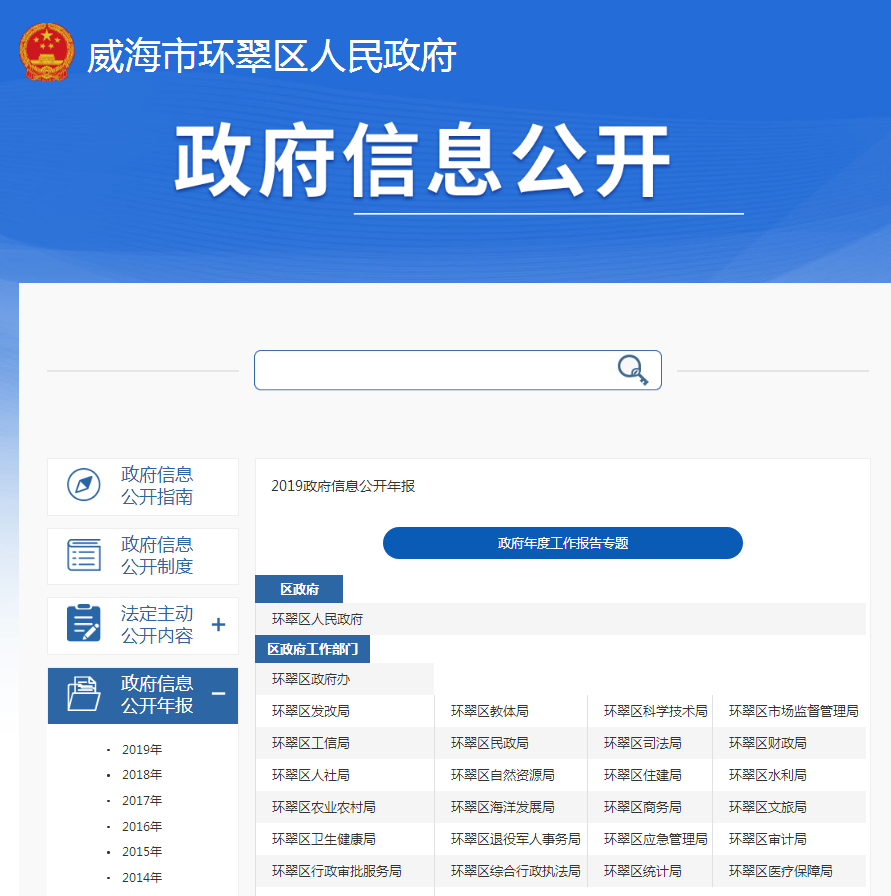 威海市环翠区人民政府
政府信息公开
政府信息
公开指南
政府信息
公开制度
法定主动
公开内容 +
政府信息
公开年报 −
· 2019年
· 2018年
· 2017年
· 2016年
· 2015年
· 2014年
2019政府信息公开年报
政府年度工作报告专题
区政府
环翠区人民政府
区政府工作部门
环翠区政府办
环翠区发改局 环翠区教体局 环翠区科学技术局 环翠区市场监督管理局
环翠区工信局 环翠区民政局 环翠区司法局 环翠区财政局
环翠区人社局 环翠区自然资源局 环翠区住建局 环翠区水利局
环翠区农业农村局 环翠区海洋发展局 环翠区商务局 环翠区文旅局
环翠区卫生健康局 环翠区退役军人事务局 环翠区应急管理局 环翠区审计局
环翠区行政审批服务局 环翠区综合行政执法局 环翠区统计局 环翠区医疗保障局